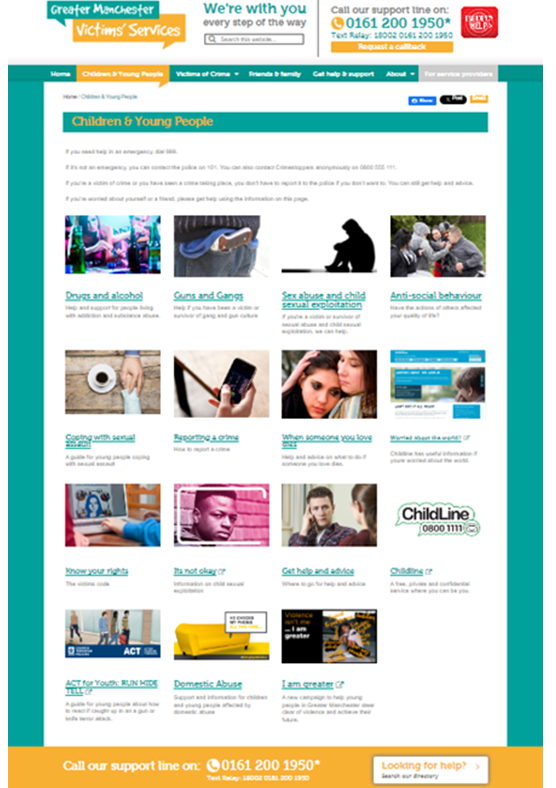 Greater Manchester
Victims' Services
We're with you
every step of the way
Search this website...
Call our support line on:
0161 200 1950*
Text Relay: 18002 0161 200 1950
Request a callback
Home
Children & Young People
Victims of Crime
Friends & family
Get help & support
About
For service providers
Home / Children & Young People
Share
Post
Children & Young People
If you need help in an emergency, dial 999.
If it's not an emergency, you can contact the police on 101. You can also contact Crimestoppers anonymously on 0800 555 111.
If you're a victim of crime or you have seen a crime taking place, you don't have to report it to the police if you don't want to. You can still get help and advice.
If you're worried about yourself or a friend, please get help using the information on this page.
Drugs and alcohol
Help and support for people living
with addiction and substance abuse.
Guns and Gangs
Help if you have been a victim or
survivor of gang and gun culture
Sex abuse and child
sexual exploitation
If you're a victim or survivor of
sexual abuse and child sexual
exploitation, we can help.
Anti-social behaviour
Have the actions of others affected
your quality of life?
Coping with sexual
assault
A guide for young people coping
with sexual assault
Reporting a crime
How to report a crime
When someone you love
dies
Help and advice on what to do if
someone you love dies.
Worried about the world?
Childline has useful information if
youre worried about the world.
Know your rights
The victims code
Its not okay
Information on child sexual
exploitation
Get help and advice
Where to go for help and advice
ChildLine
0800 1111
Childline
A free, private and confidential
service where you can be you.
ACT
ACT for Youth: RUN HIDE
TELL
A guide for young people about how
to react if caught up in an a gun or
knife terror attack.
Domestic Abuse
Support and information for children
and young people affected by
domestic abuse
Violence
isn't me
... I am
greater
I am greater
A new campaign to help young
people in Greater Manchester steer
clear of violence and achieve their
future.
Call our support line on: 0161 200 1950*
Text Relay: 18002 0161 200 1950
Looking for help?
Search our directory